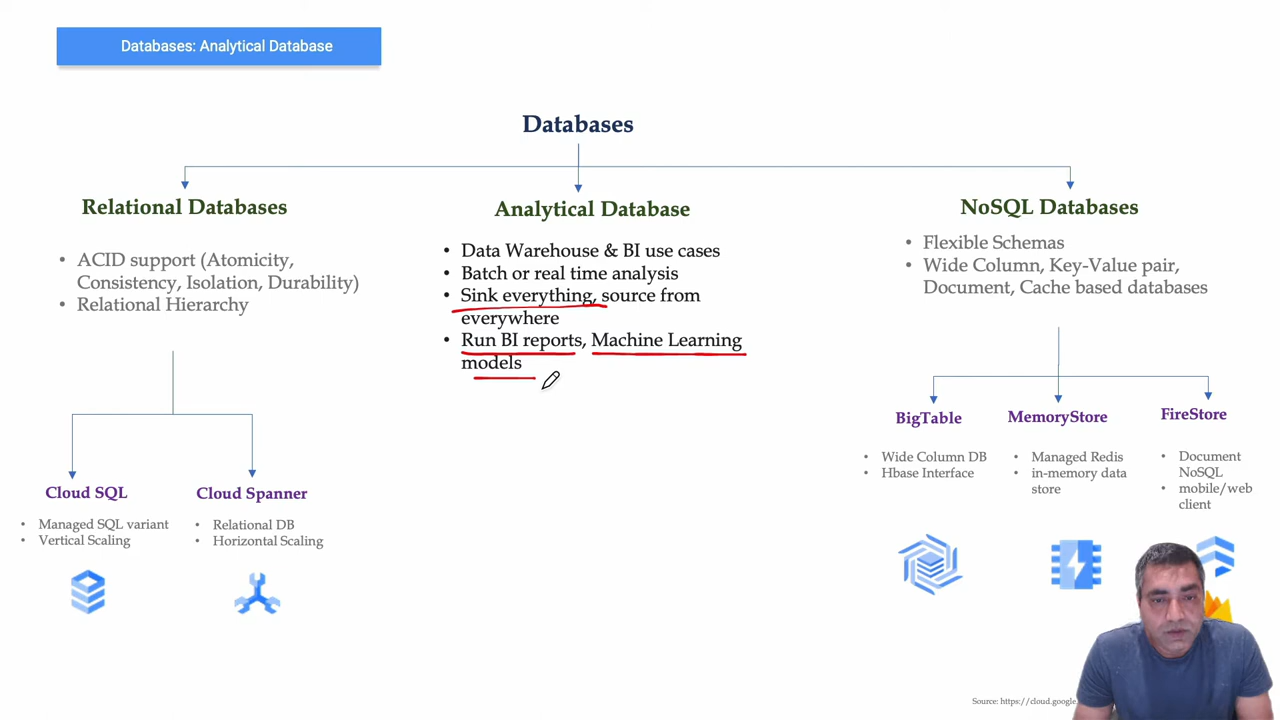 Databases: Analytical Database
Databases
Relational Databases
• ACID support (Atomicity,
Consistency, Isolation, Durability)
• Relational Hierarchy
Cloud SQL
• Managed SQL variant
• Vertical Scaling
Cloud Spanner
• Relational DB
• Horizontal Scaling
Analytical Database
• Data Warehouse & BI use cases
• Batch or real time analysis
• Sink everything, source from
everywhere
• Run BI reports, Machine Learning
models
NoSQL Databases
• Flexible Schemas
• Wide Column, Key-Value pair,
Document, Cache based databases
BigTable
• Wide Column DB
• Hbase Interface
MemoryStore
• Managed Redis
• in-memory data
store
FireStore
• Document
NoSQL
• mobile/web
client
Source: https://cloud.google.